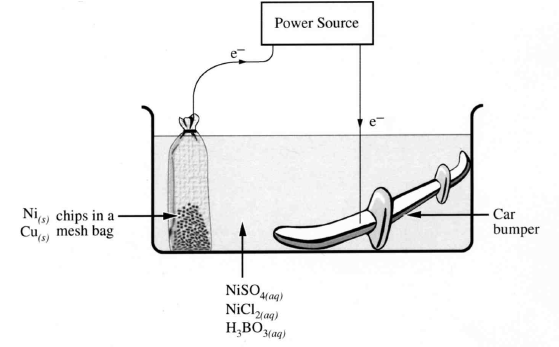 Power Source
e⁻
e⁻
Ni(s) chips in a
Cu(s) mesh bag
Car
bumper
NiSO4(aq)
NiCl2(aq)
H3BO3(aq)